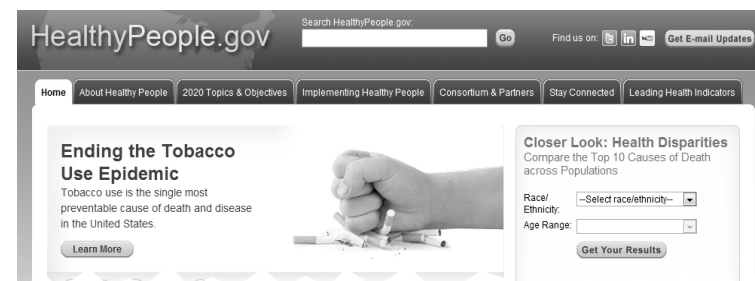 HealthyPeople.gov
Search HealthyPeople.gov:
Go
Find us on:
in
Get E-mail Updates
Home
About Healthy People
2020 Topics & Objectives
Implementing Healthy People
Consortium & Partners
Stay Connected
Leading Health Indicators
Ending the Tobacco
Use Epidemic
Tobacco use is the single most
preventable cause of death and disease
in the United States.
Learn More
Closer Look: Health Disparities
Compare the Top 10 Causes of Death
across Populations
Race/
Ethnicity:
--Select race/ethnicity--
Age Range:
Get Your Results